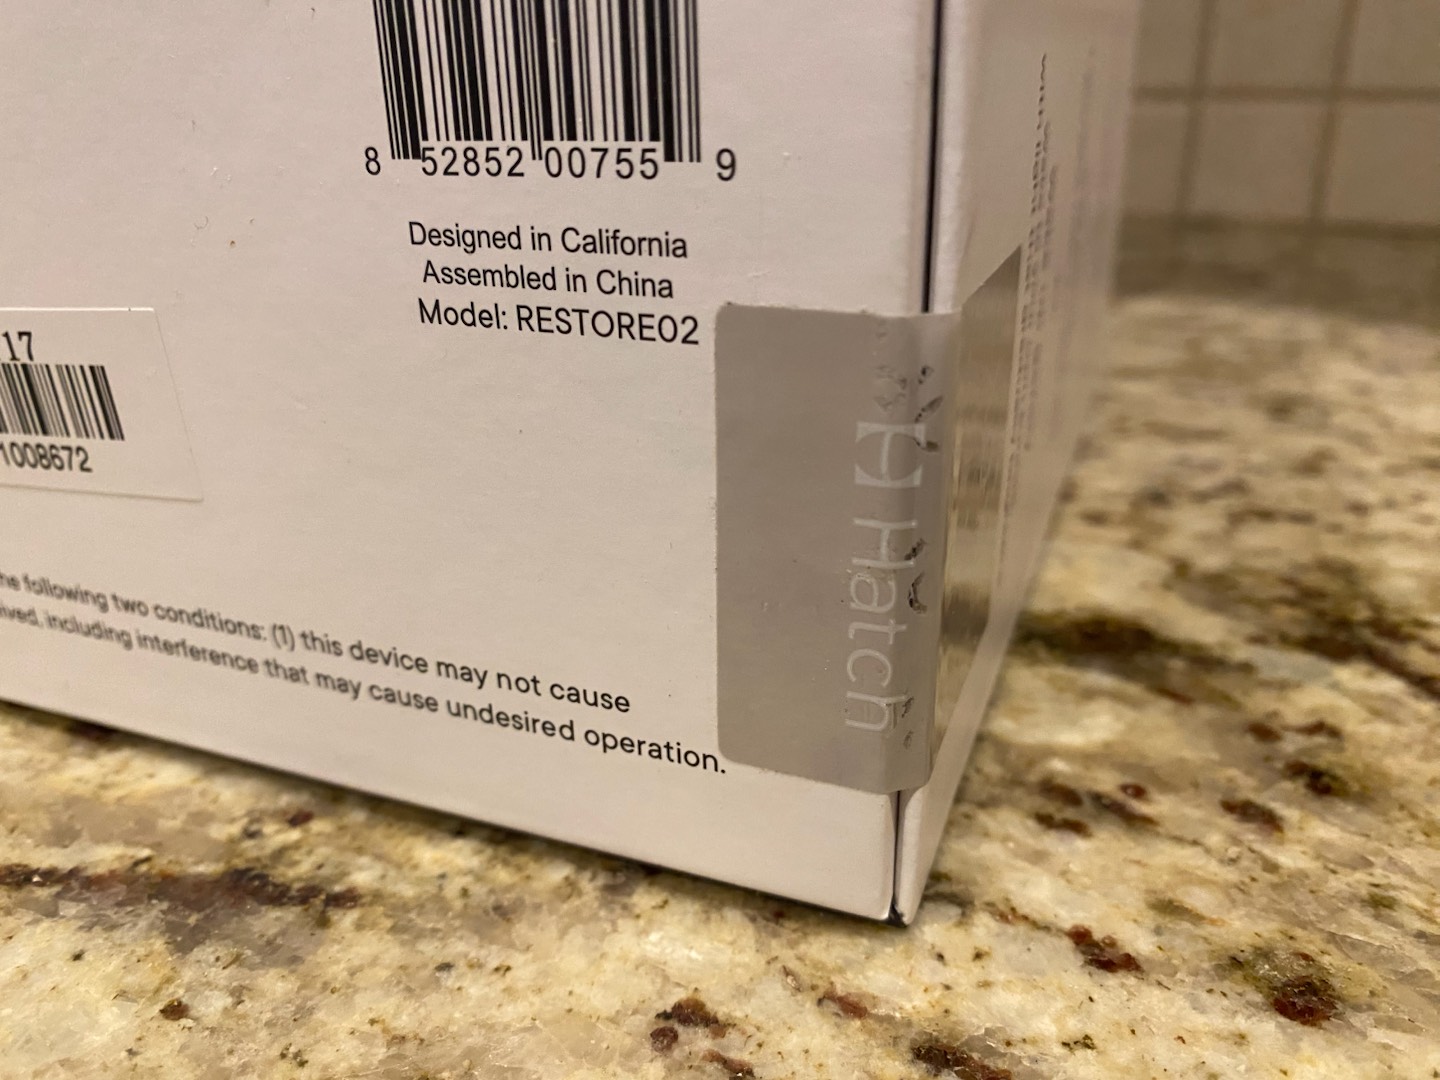 8 52852 00755 9
Designed in California
Assembled in China
Model: RESTORE02
17
1008672
Hatch
the following two conditions: (1) this device may not cause
including interference that may cause undesired operation.